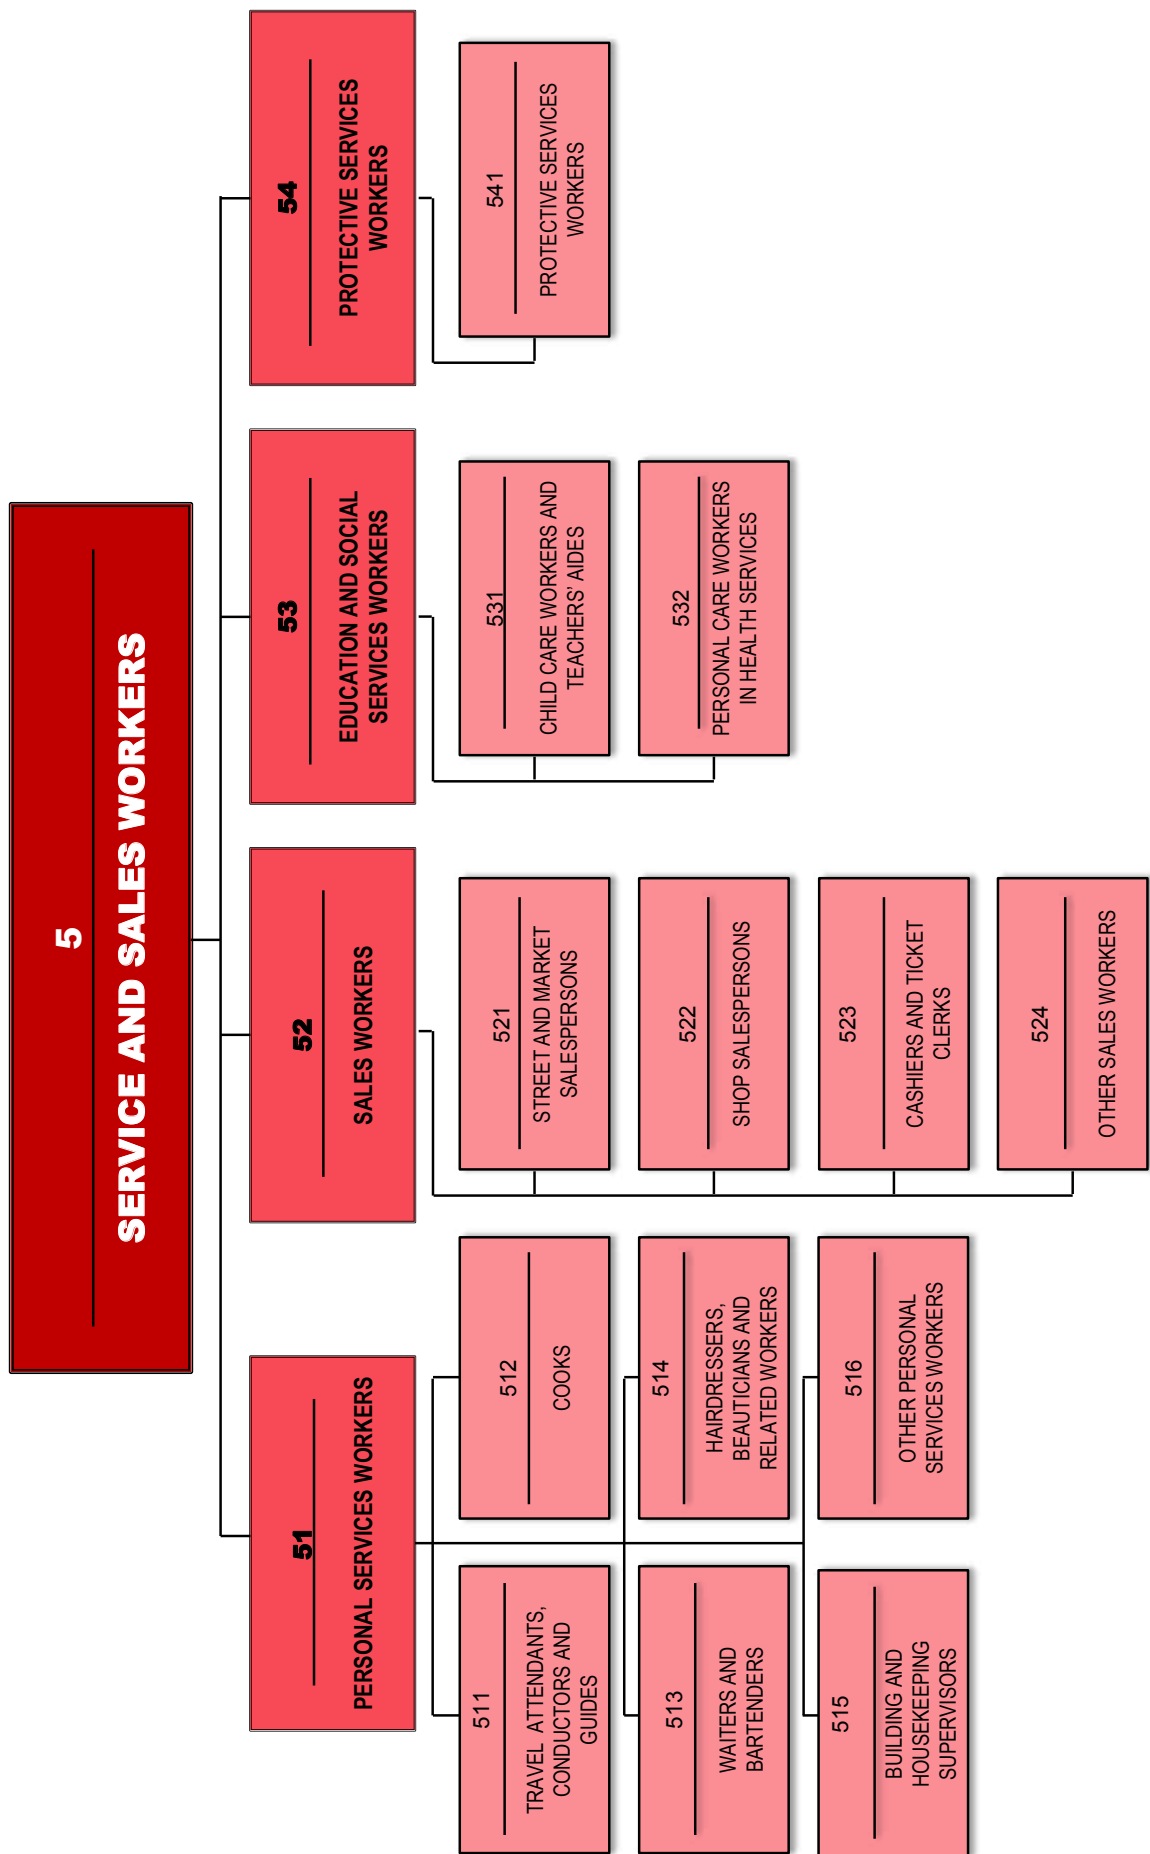 5
SERVICE AND SALES WORKERS
51
PERSONAL SERVICES WORKERS
511
TRAVEL ATTENDANTS,
CONDUCTORS AND
GUIDES
512
COOKS
513
WAITERS AND
BARTENDERS
514
HAIRDRESSERS,
BEAUTICIANS AND
RELATED WORKERS
515
BUILDING AND
HOUSEKEEPING
SUPERVISORS
516
OTHER PERSONAL
SERVICES WORKERS
52
SALES WORKERS
521
STREET AND MARKET
SALESPERSONS
522
SHOP SALESPERSONS
523
CASHIERS AND TICKET
CLERKS
524
OTHER SALES WORKERS
53
EDUCATION AND SOCIAL
SERVICES WORKERS
531
CHILD CARE WORKERS AND
TEACHERS’ AIDES
532
PERSONAL CARE WORKERS
IN HEALTH SERVICES
54
PROTECTIVE SERVICES
WORKERS
541
PROTECTIVE SERVICES
WORKERS